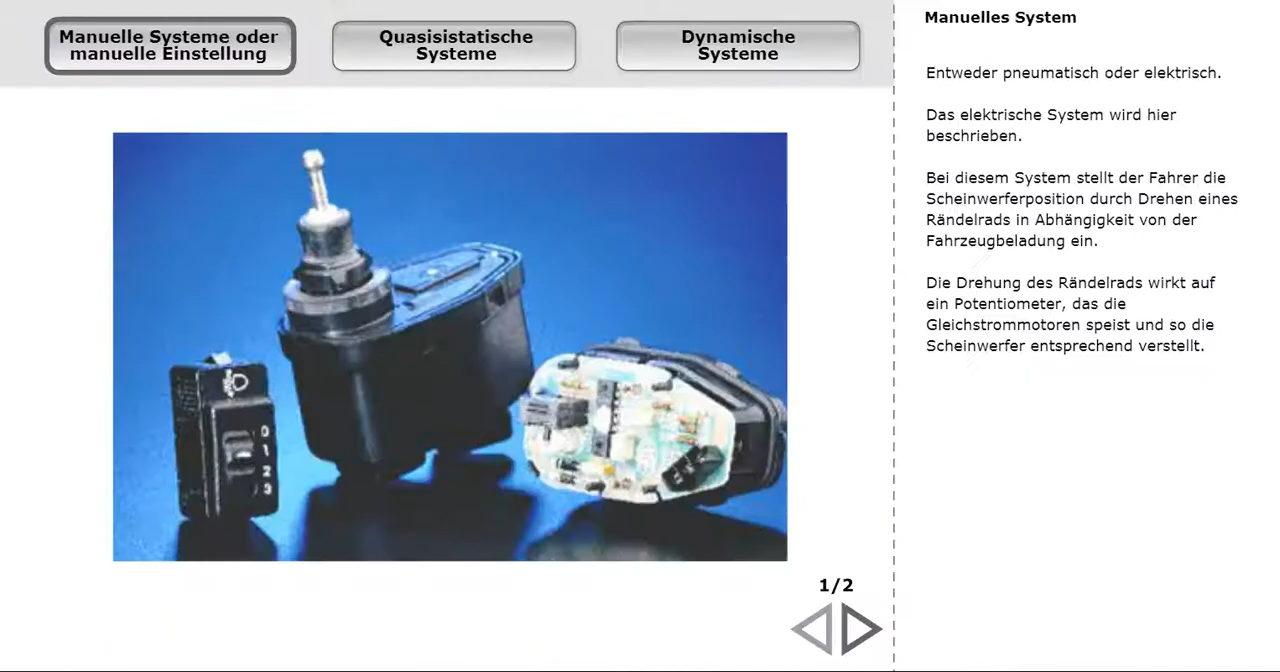 Manuelle Systeme oder
manuelle Einstellung
Quasisistatische
Systeme
Dynamische
Systeme
Manuelles System
Entweder pneumatisch oder elektrisch.
Das elektrische System wird hier
beschrieben.
Bei diesem System stellt der Fahrer die
Scheinwerferposition durch Drehen eines
Rändelrads in Abhängigkeit von der
Fahrzeugbeladung ein.
Die Drehung des Rändelrads wirkt auf
ein Potentiometer, das die
Gleichstrommotoren speist und so die
Scheinwerfer entsprechend verstellt.
0
1
2
3
1/2